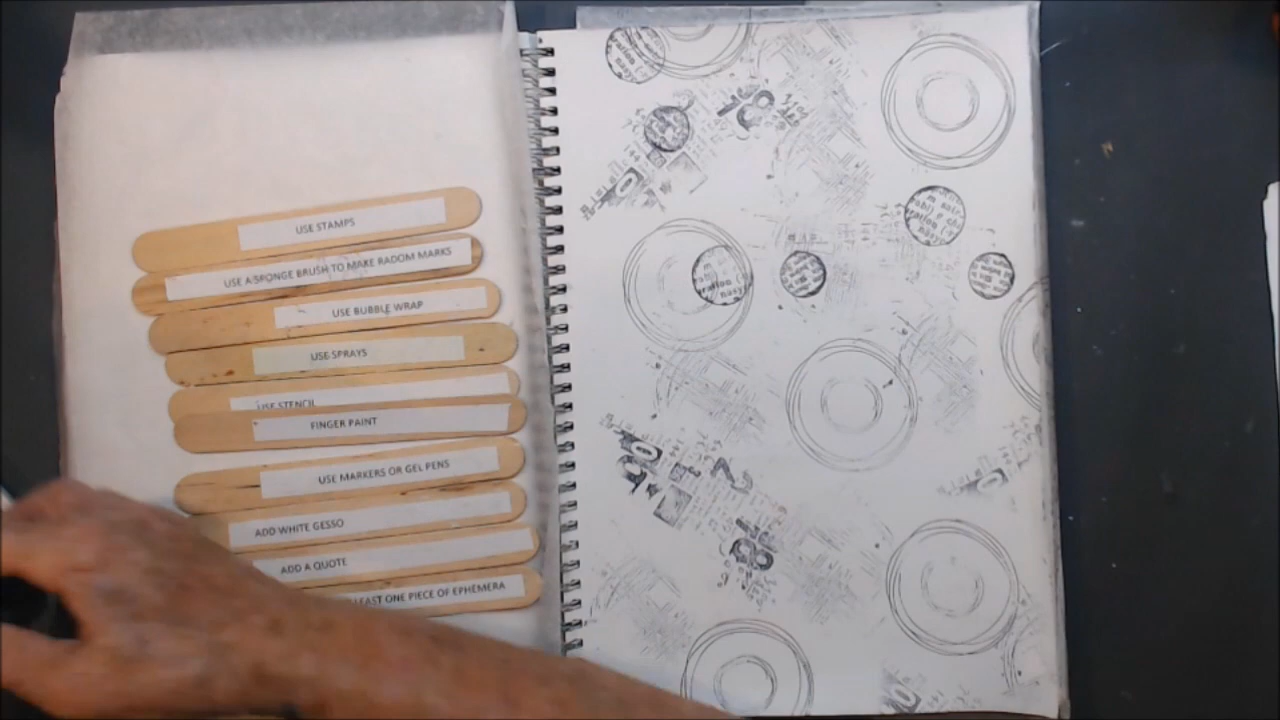 USE STAMPS
USE A SPONGE BRUSH TO MAKE RADOM MARKS
USE BUBBLE WRAP
USE SPRAYS
USE STENCIL
FINGER PAINT
USE MARKERS OR GEL PENS
ADD WHITE GESSO
ADD A QUOTE
LEAST ONE PIECE OF EPHEMERA